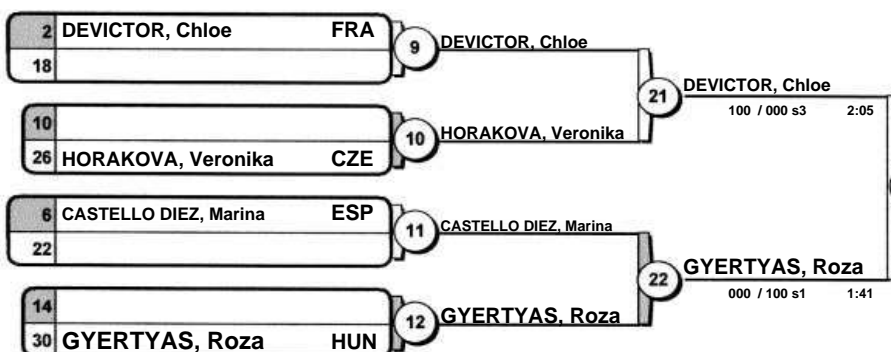 2 DEVICTOR, Chloe FRA
18
9
DEVICTOR, Chloe
10
26 HORAKOVA, Veronika CZE
10
HORAKOVA, Veronika
21
DEVICTOR, Chloe
100 / 000 s3 2:05
6 CASTELLO DIEZ, Marina ESP
22
11
CASTELLO DIEZ, Marina
14
30 GYERTYAS, Roza HUN
12
GYERTYAS, Roza
22
GYERTYAS, Roza
000 / 100 s1 1:41